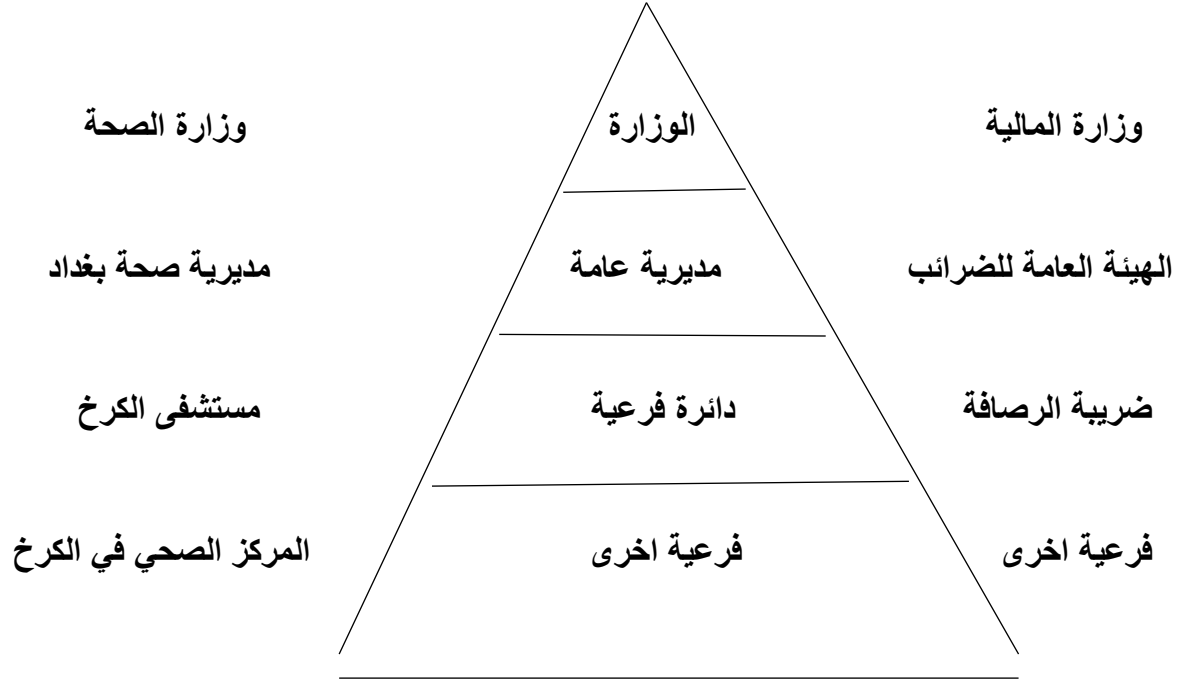 وزارة المالية
الوزارة
وزارة الصحة
الهيئة العامة للضرائب
مديرية عامة
مديرية صحة بغداد
ضريبة الرصافة
دائرة فرعية
مستشفى الكرخ
فرعية اخرى
فرعية اخرى
المركز الصحي في الكرخ